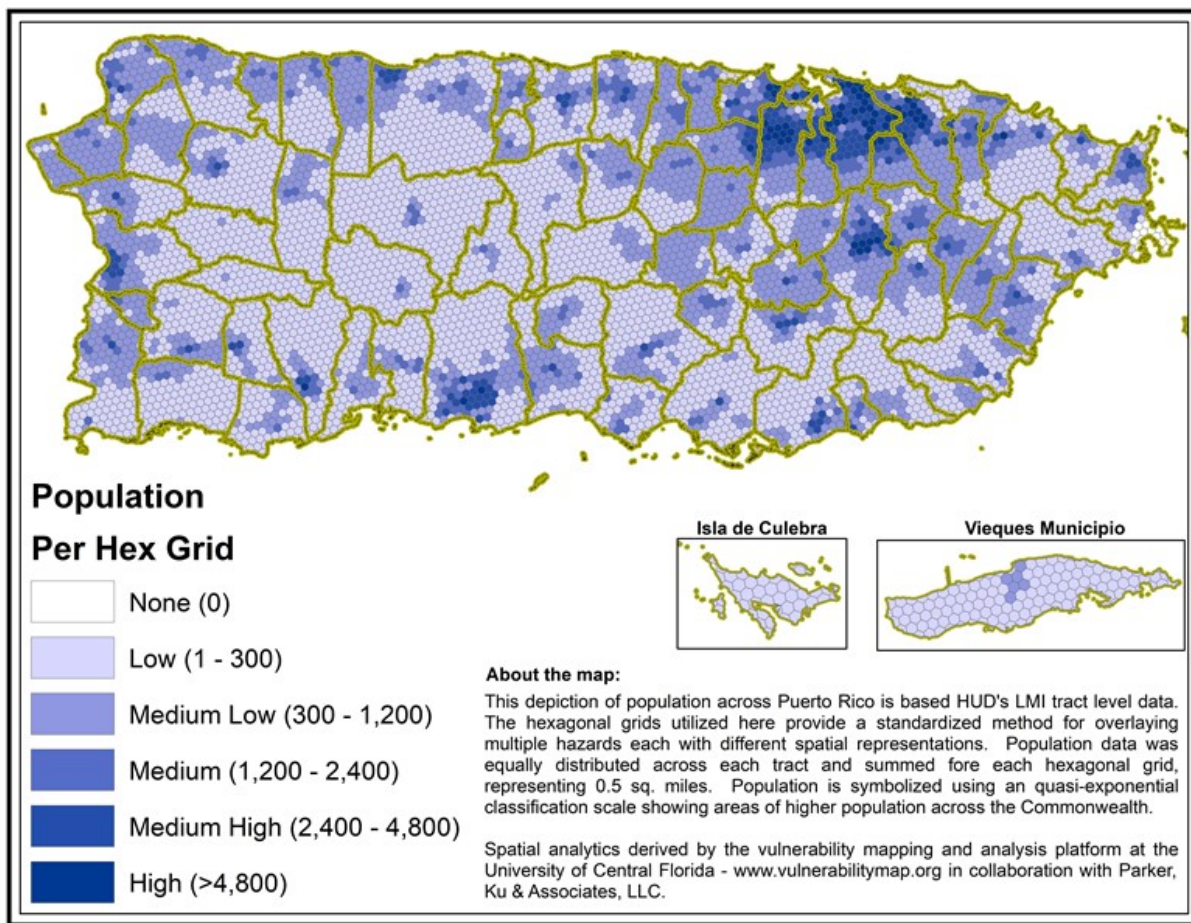 Population
Per Hex Grid
None (0)
Low (1 - 300)
Medium Low (300 - 1,200)
Medium (1,200 - 2,400)
Medium High (2,400 - 4,800)
High (>4,800)
Isla de Culebra
Vieques Municipio
About the map:
This depiction of population across Puerto Rico is based HUD's LMI tract level data.
The hexagonal grids utilized here provide a standardized method for overlaying
multiple hazards each with different spatial representations. Population data was
equally distributed across each tract and summed fore each hexagonal grid,
representing 0.5 sq. miles. Population is symbolized using an quasi-exponential
classification scale showing areas of higher population across the Commonwealth.
Spatial analytics derived by the vulnerability mapping and analysis platform at the
University of Central Florida - www.vulnerabilitymap.org in collaboration with Parker,
Ku & Associates, LLC.